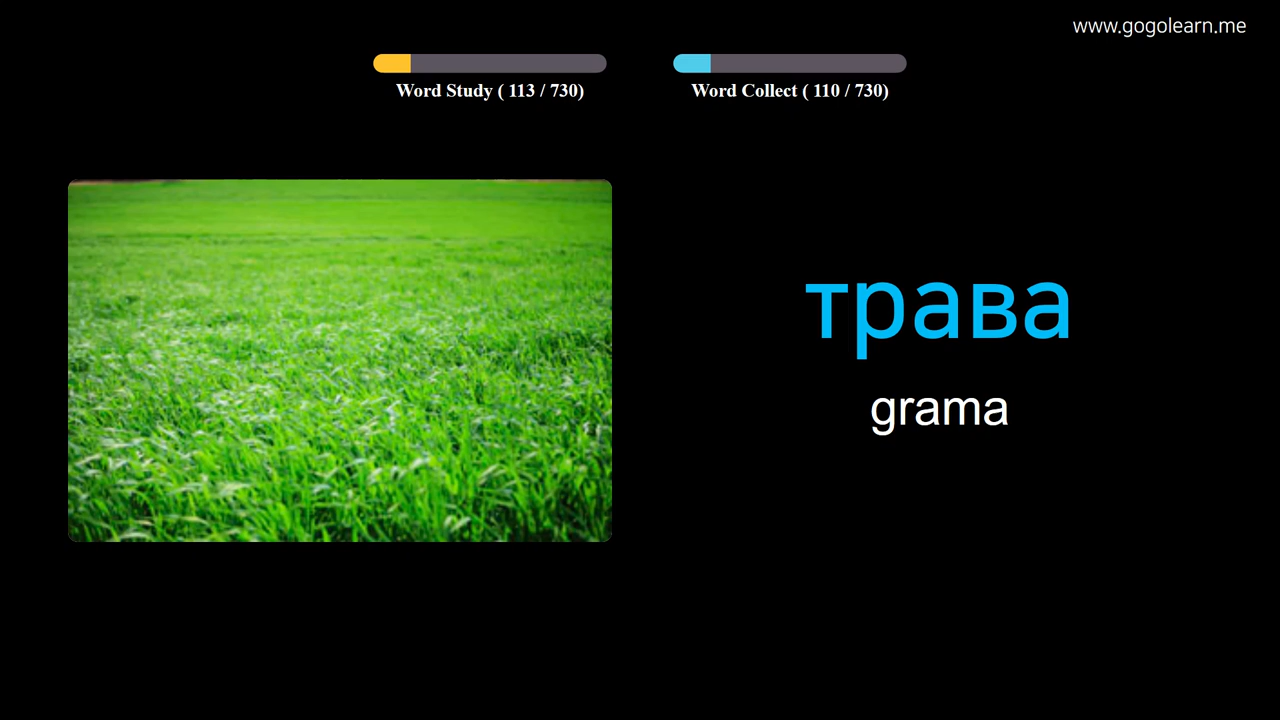 www.gogolearn.me
Word Study ( 113 / 730)
Word Collect ( 110 / 730)
трава
grama